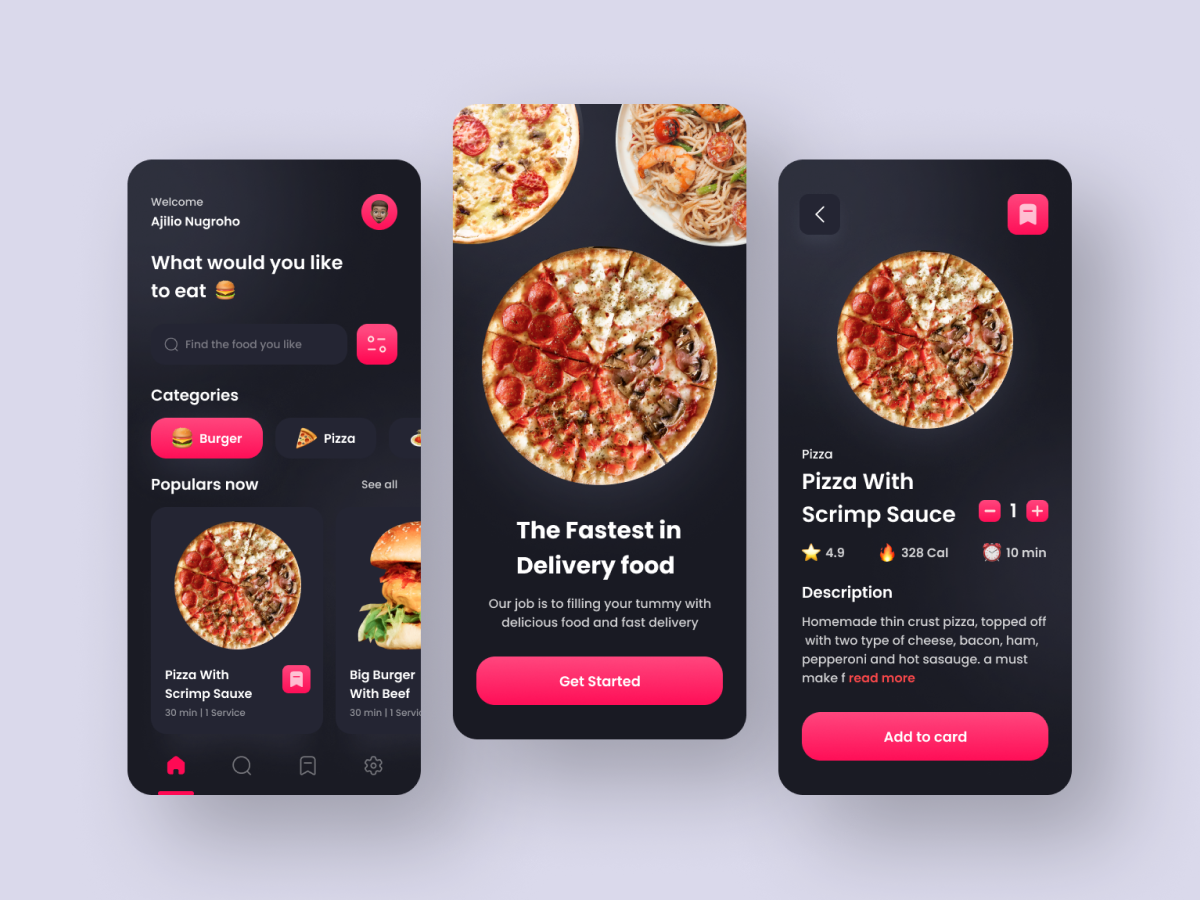 Welcome
Ajilio Nugroho
What would you like
to eat
Find the food you like
Categories
Burger
Pizza
Populars now
See all
Pizza With
Scrimp Sauxe
30 min | 1 Service
Big Burger
With Beef
30 min | 1 Servic
The Fastest in
Delivery food
Our job is to filling your tummy with
delicious food and fast delivery
Get Started
Pizza
Pizza With
Scrimp Sauce
1
4.9
328 Cal
10 min
Description
Homemade thin crust pizza, topped off
with two type of cheese, bacon, ham,
pepperoni and hot sasauge. a must
make f read more
Add to card